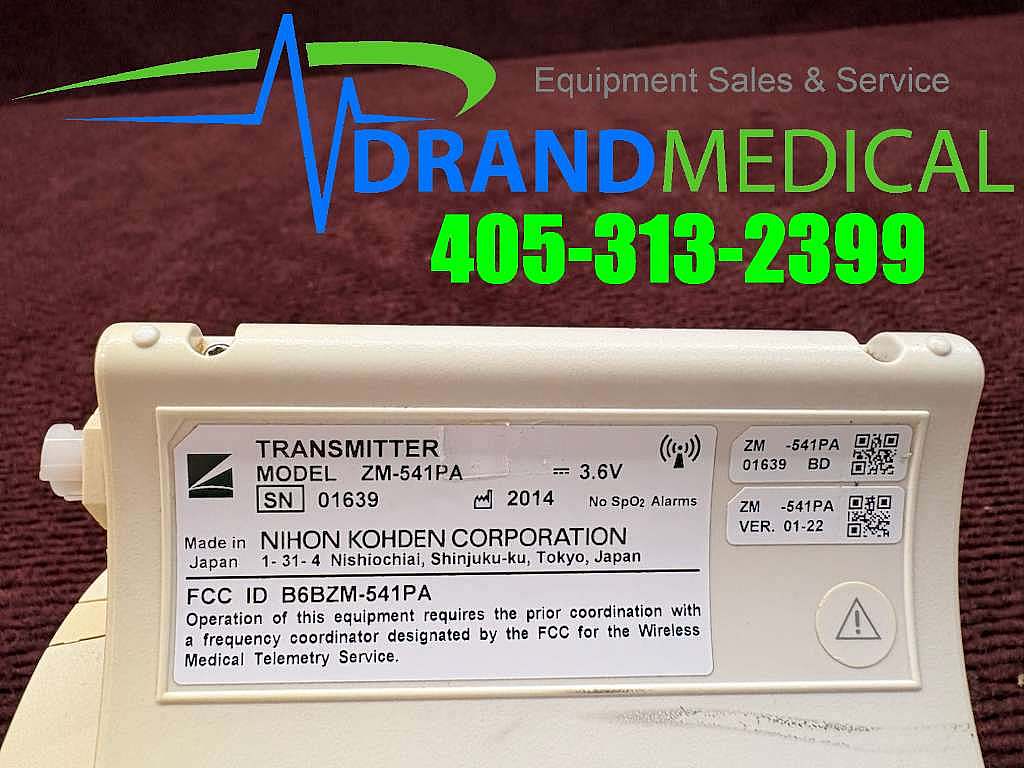 Equipment Sales & Service
DRANDMEDICAL
405-313-2399
TRANSMITTER
MODEL ZM-541PA 3.6V
SN 01639 2014 No SpO2 Alarms
Made in Japan NIHON KOHDEN CORPORATION
1-31-4 Nishiochiai, Shinjuku-ku, Tokyo, Japan
FCC ID B6BZM-541PA
Operation of this equipment requires the prior coordination with
a frequency coordinator designated by the FCC for the Wireless
Medical Telemetry Service.
ZM -541PA
01639 BD
ZM -541PA
VER. 01-22